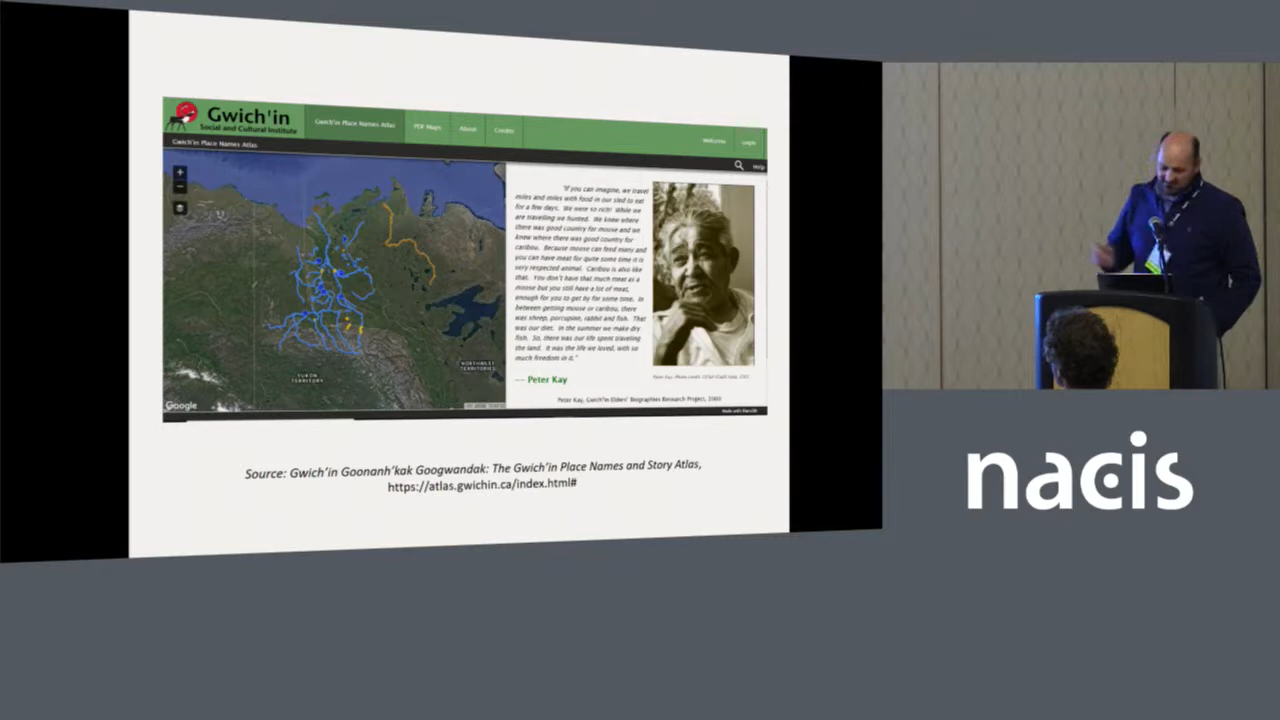 Gwich'in
Social and Cultural Institute
Gwich'in Place Names Atlas
PDF Maps
About
Credits
Welcome
Login
Gwich'in Place Names Atlas
Help
+
−
YUKON
TERRITORY
NORTHWEST
TERRITORIES
Google
"If you can imagine, we travel
miles and miles with food in our sled to eat
for a few days. We were so rich! While we
are travelling we hunted. We knew where
there was good country for moose and we
knew where there was good country for
caribou. Because moose can feed many and
you can have meat for quite some time it is
very respected animal. Caribou is also like
that. You don't have that much meat as a
moose but you still have a lot of meat,
enough for you to get by for some time. In
between getting moose or caribou, there
was sheep, porcupine, rabbit and fish. That
was our diet. In the summer we make dry
fish. So, there was our life spent traveling
the land. It was the life we loved, with so
much freedom in it."
— Peter Kay
Peter Kay, Gwich'in Elders' Biographies Research Project, 2000
Source: Gwich'in Goonanh'kak Googwandak: The Gwich'in Place Names and Story Atlas,
https://atlas.gwichin.ca/index.html#
nacis